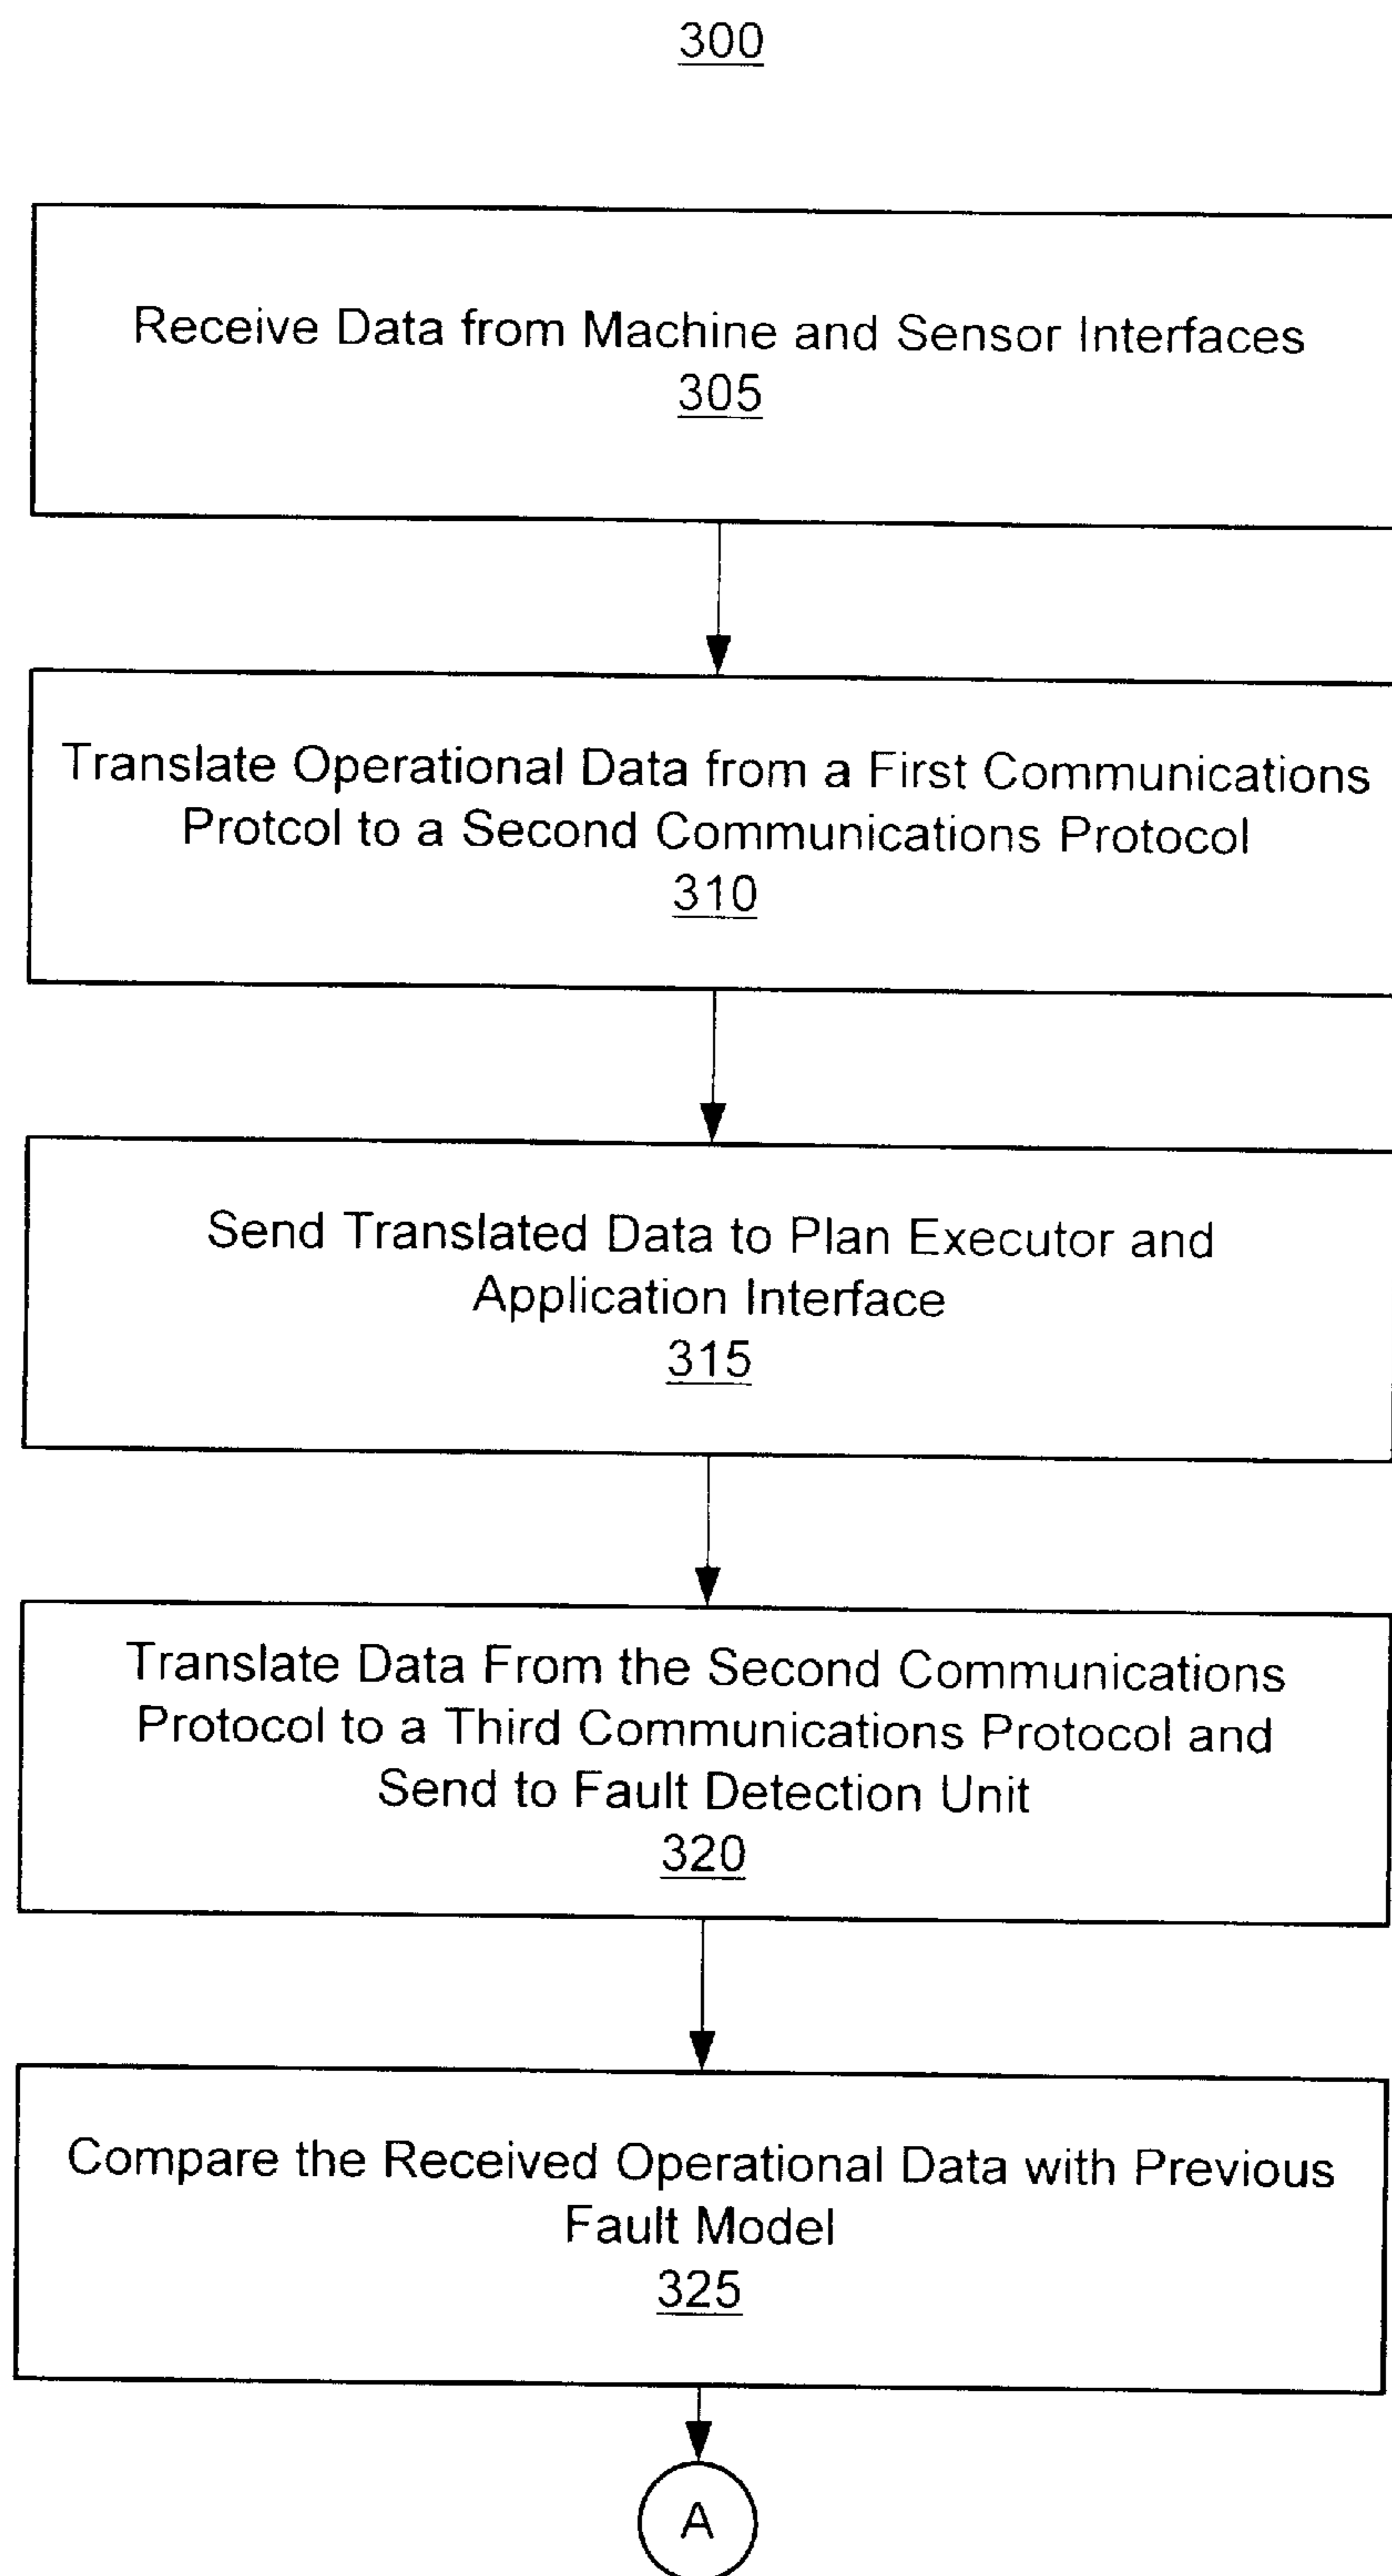 300
Receive Data from Machine and Sensor Interfaces
305
Translate Operational Data from a First Communications
Protcol to a Second Communications Protocol
310
Send Translated Data to Plan Executor and
Application Interface
315
Translate Data From the Second Communications
Protocol to a Third Communications Protocol and
Send to Fault Detection Unit
320
Compare the Received Operational Data with Previous
Fault Model
325
A